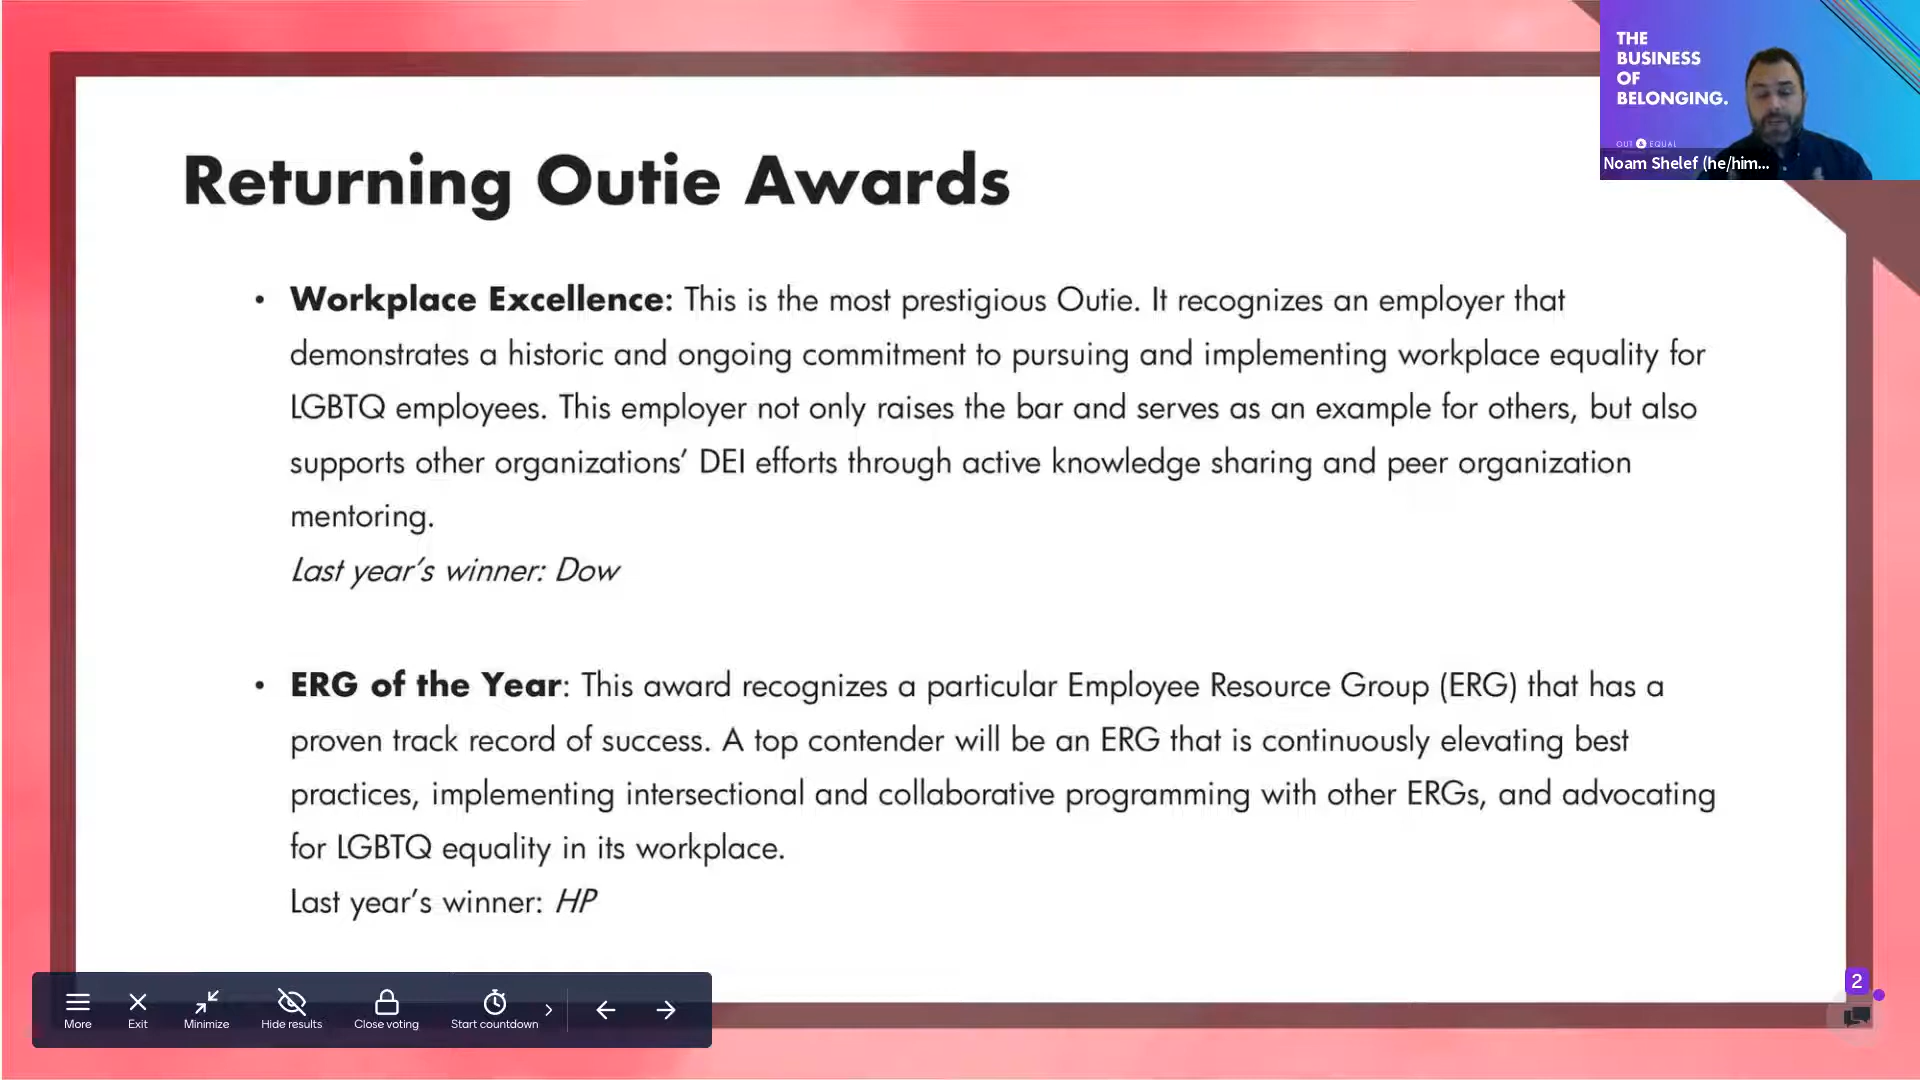 THE
BUSINESS
OF
BELONGING.
OUT & EQUAL
Noam Shelef (he/him...
Returning Outie Awards
• Workplace Excellence: This is the most prestigious Outie. It recognizes an employer that
demonstrates a historic and ongoing commitment to pursuing and implementing workplace equality for
LGBTQ employees. This employer not only raises the bar and serves as an example for others, but also
supports other organizations’ DEI efforts through active knowledge sharing and peer organization
mentoring.
Last year’s winner: Dow
• ERG of the Year: This award recognizes a particular Employee Resource Group (ERG) that has a
proven track record of success. A top contender will be an ERG that is continuously elevating best
practices, implementing intersectional and collaborative programming with other ERGs, and advocating
for LGBTQ equality in its workplace.
Last year’s winner: HP
More Exit Minimize Hide results Close voting Start countdown
2